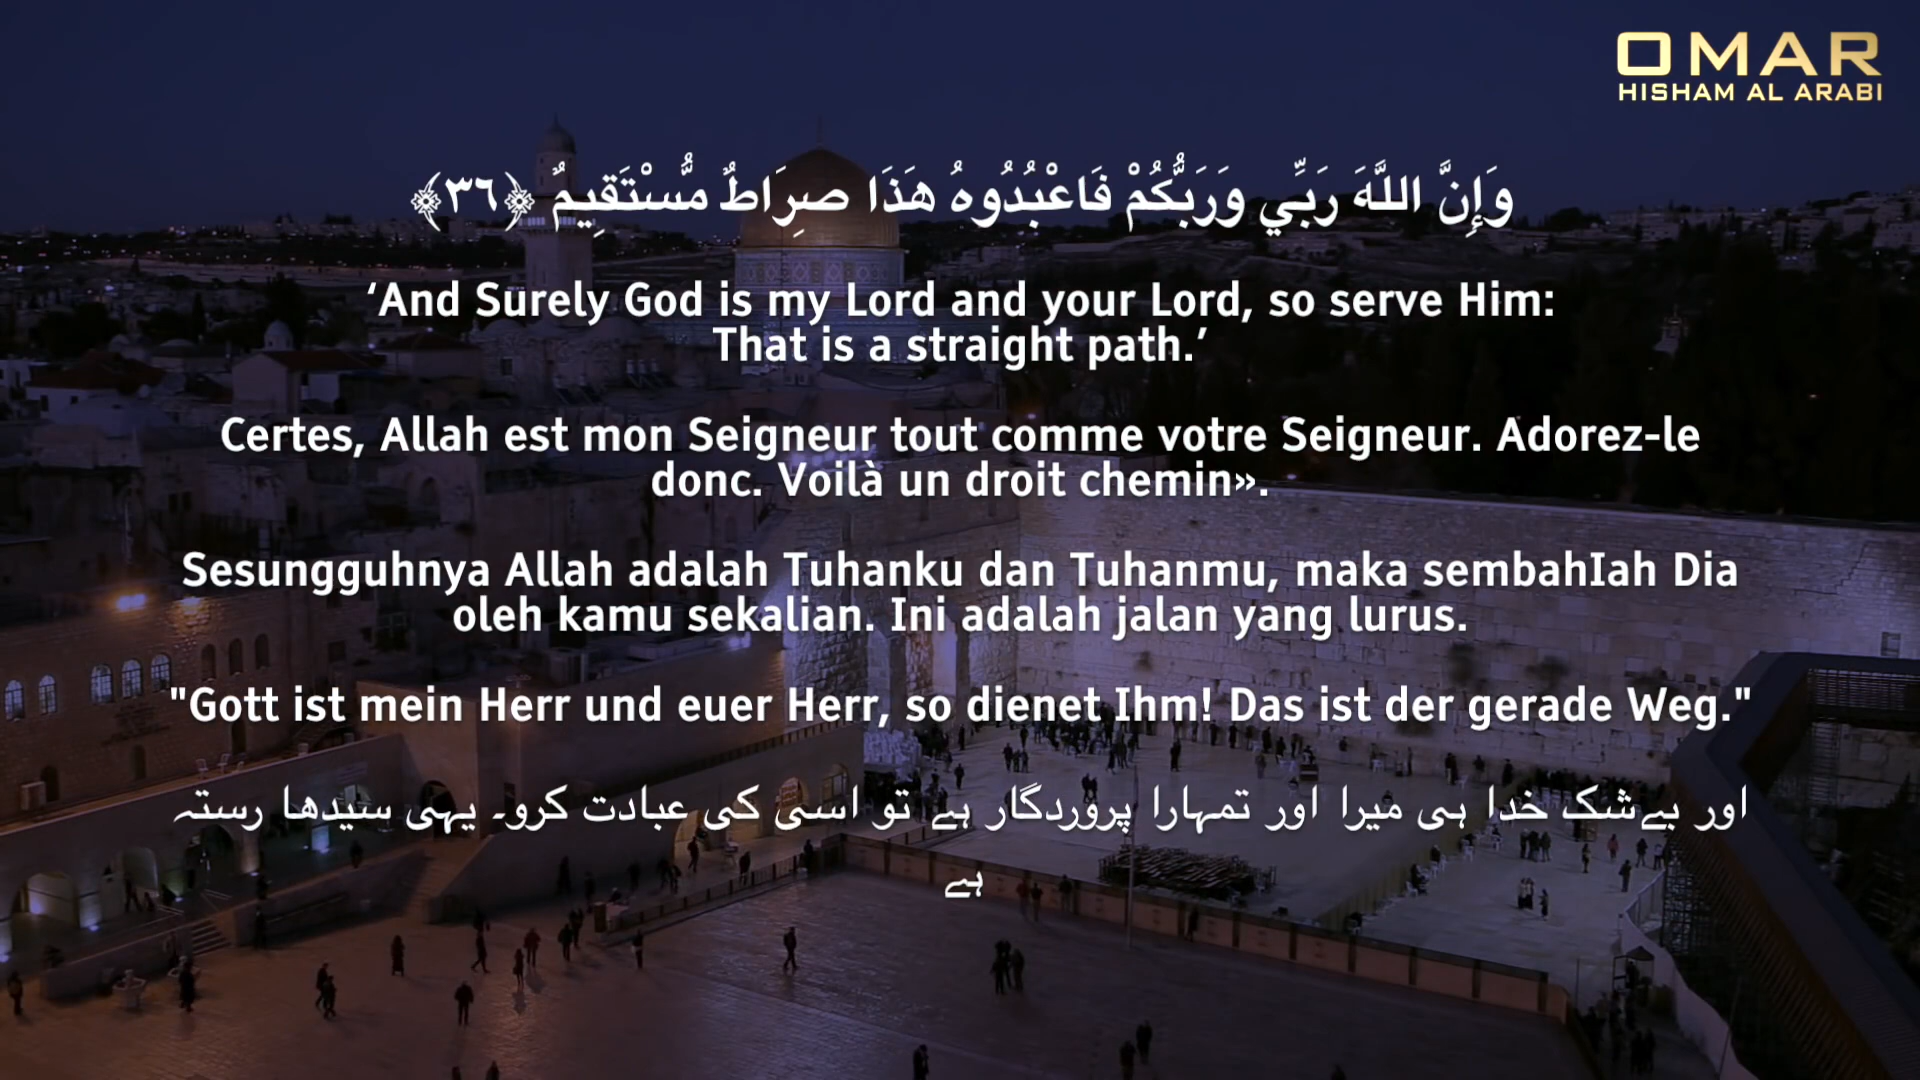 OMAR
HISHAM AL ARABI
وَإِنَّ اللَّهَ رَبِّي وَرَبُّكُمْ فَاعْبُدُوهُ هَذَا صِرَاطٌ مُّسْتَقِيمٌ ﴿٣٦﴾
‘And Surely God is my Lord and your Lord, so serve Him:
That is a straight path.’
Certes, Allah est mon Seigneur tout comme votre Seigneur. Adorez-le
donc. Voilà un droit chemin».
Sesungguhnya Allah adalah Tuhanku dan Tuhanmu, maka sembahIah Dia
oleh kamu sekalian. Ini adalah jalan yang lurus.
"Gott ist mein Herr und euer Herr, so dienet Ihm! Das ist der gerade Weg."
اور بےشک خدا ہی میرا اور تمہارا پروردگار ہے تو اسی کی عبادت کرو۔ یہی سیدھا رستہ
ہے